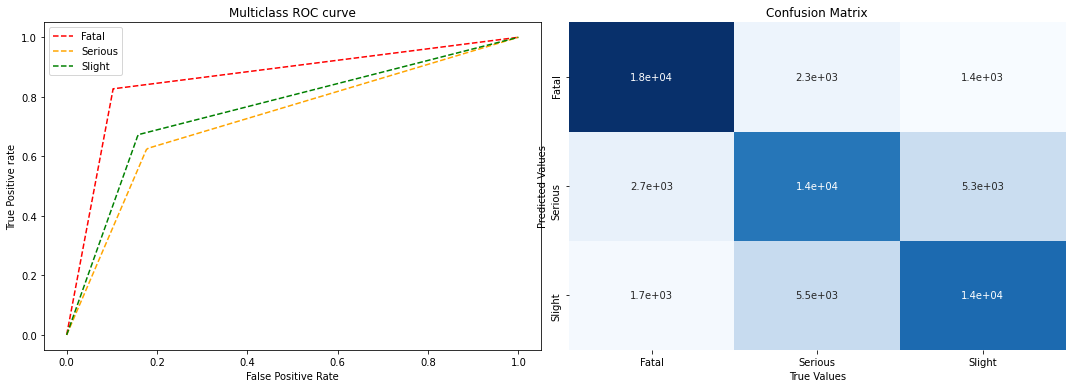 Multiclass ROC curve
Fatal
Serious
Slight
1.0
0.8
0.6
0.4
0.2
0.0
True Positive rate
0.0 0.2 0.4 0.6 0.8 1.0
False Positive Rate
Confusion Matrix
Predicted Values
Fatal 1.8e+04 2.3e+03 1.4e+03
Serious 2.7e+03 1.4e+04 5.3e+03
Slight 1.7e+03 5.5e+03 1.4e+04
Fatal Serious Slight
True Values